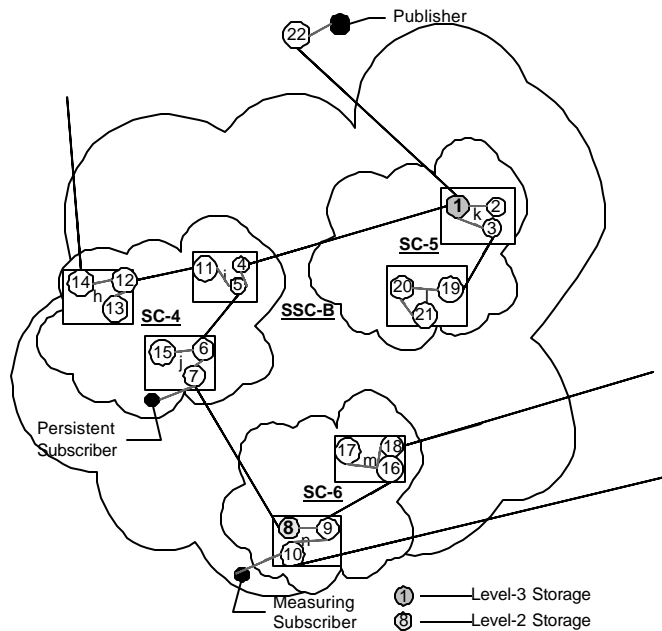 Publisher
22
1
2
k
3
SC-5
20
19
21
14
12
h
13
11
4
i
5
SC-4
SSC-B
15
6
j
7
Persistent
Subscriber
17
18
m
16
SC-6
8
9
n
10
Measuring
Subscriber
1 Level-3 Storage
8 Level-2 Storage